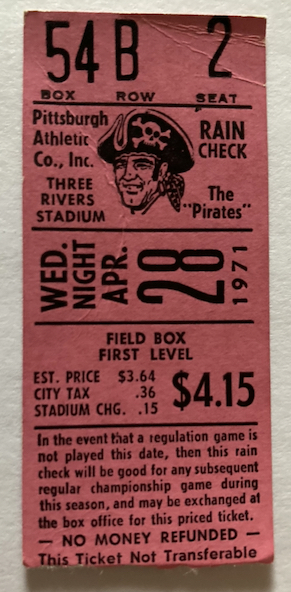 54 B 2
BOX ROW SEAT
Pittsburgh
Athletic
Co., Inc.
THREE
RIVERS
STADIUM
RAIN
CHECK
The
"Pirates"
WED.
NIGHT
APR.
28
1971
FIELD BOX
FIRST LEVEL
EST. PRICE $3.64
CITY TAX .36
STADIUM CHG. .15
$4.15
In the event that a regulation game is
not played this date, then this rain
check will be good for any subsequent
regular championship game during
this season, and may be exchanged at
the box office for this priced ticket.
— NO MONEY REFUNDED —
This Ticket Not Transferable